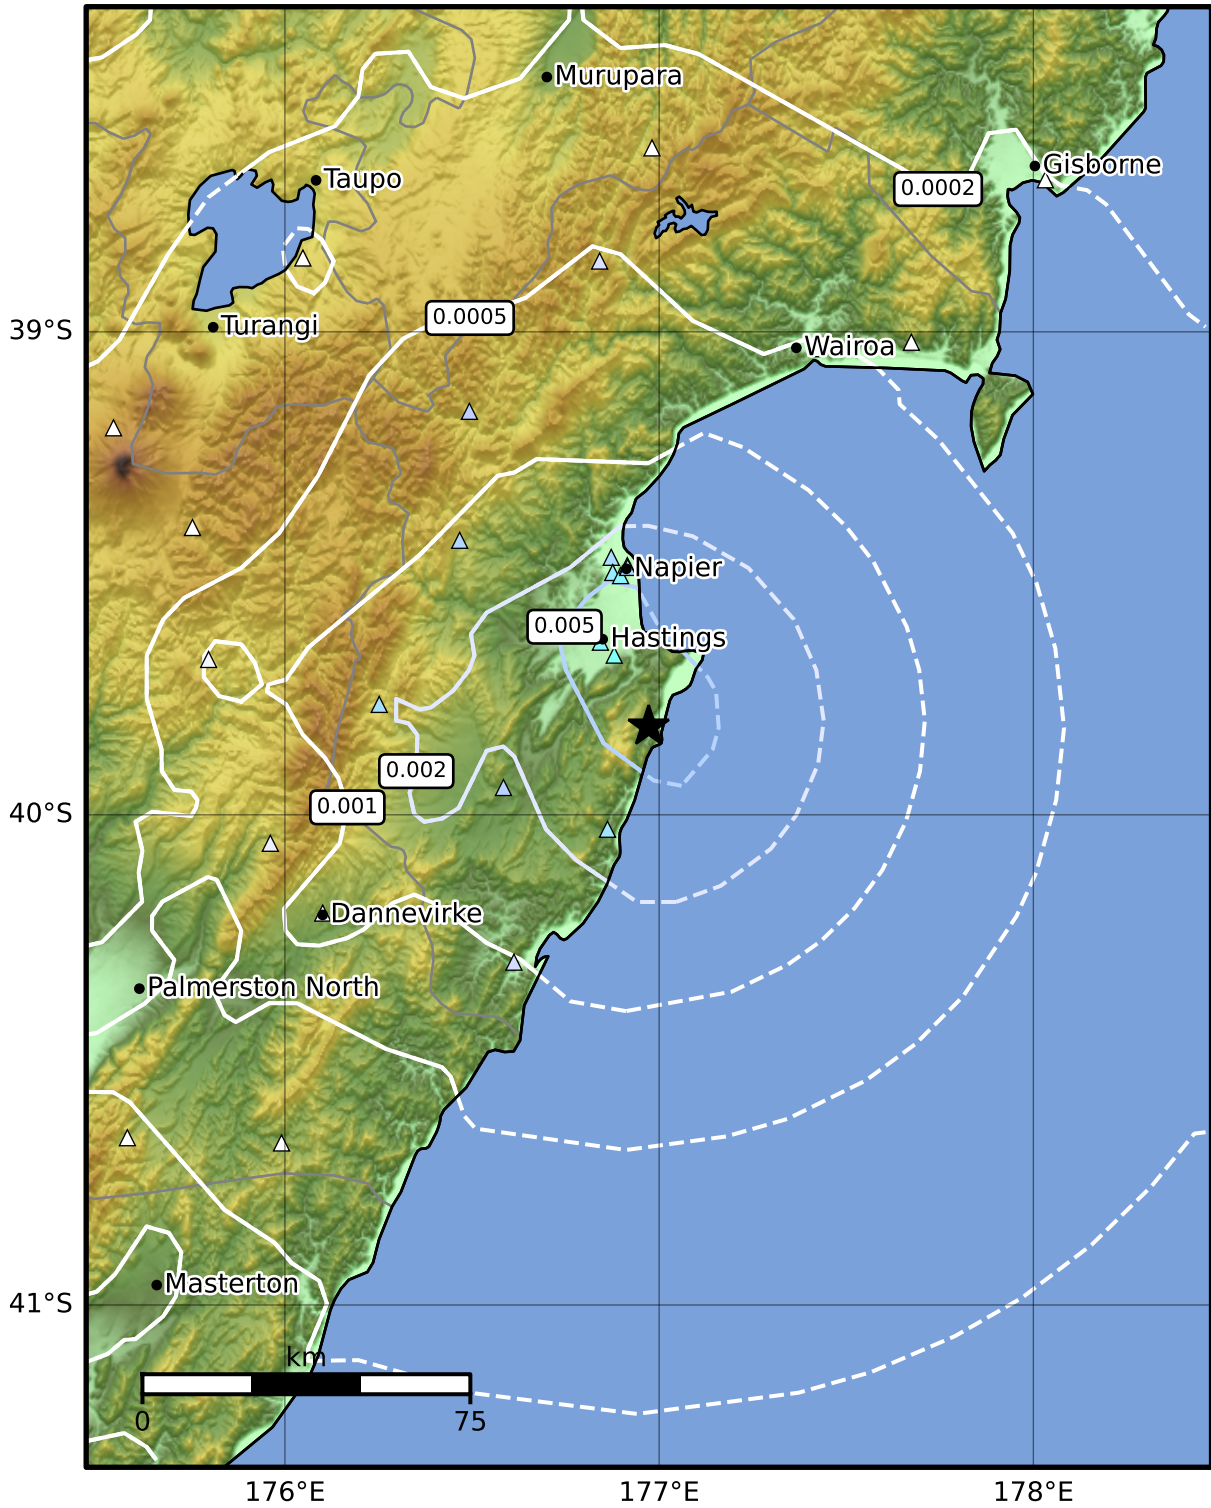 Murupara
Gisborne
Taupo
0.0002
0.0005
Turangi
39°S
Wairoa
Napier
0.005
Hastings
0.002
0.001
40°S
Dannevirke
Palmerston North
Masterton
41°S
km
0
75
176°E
177°E
178°E